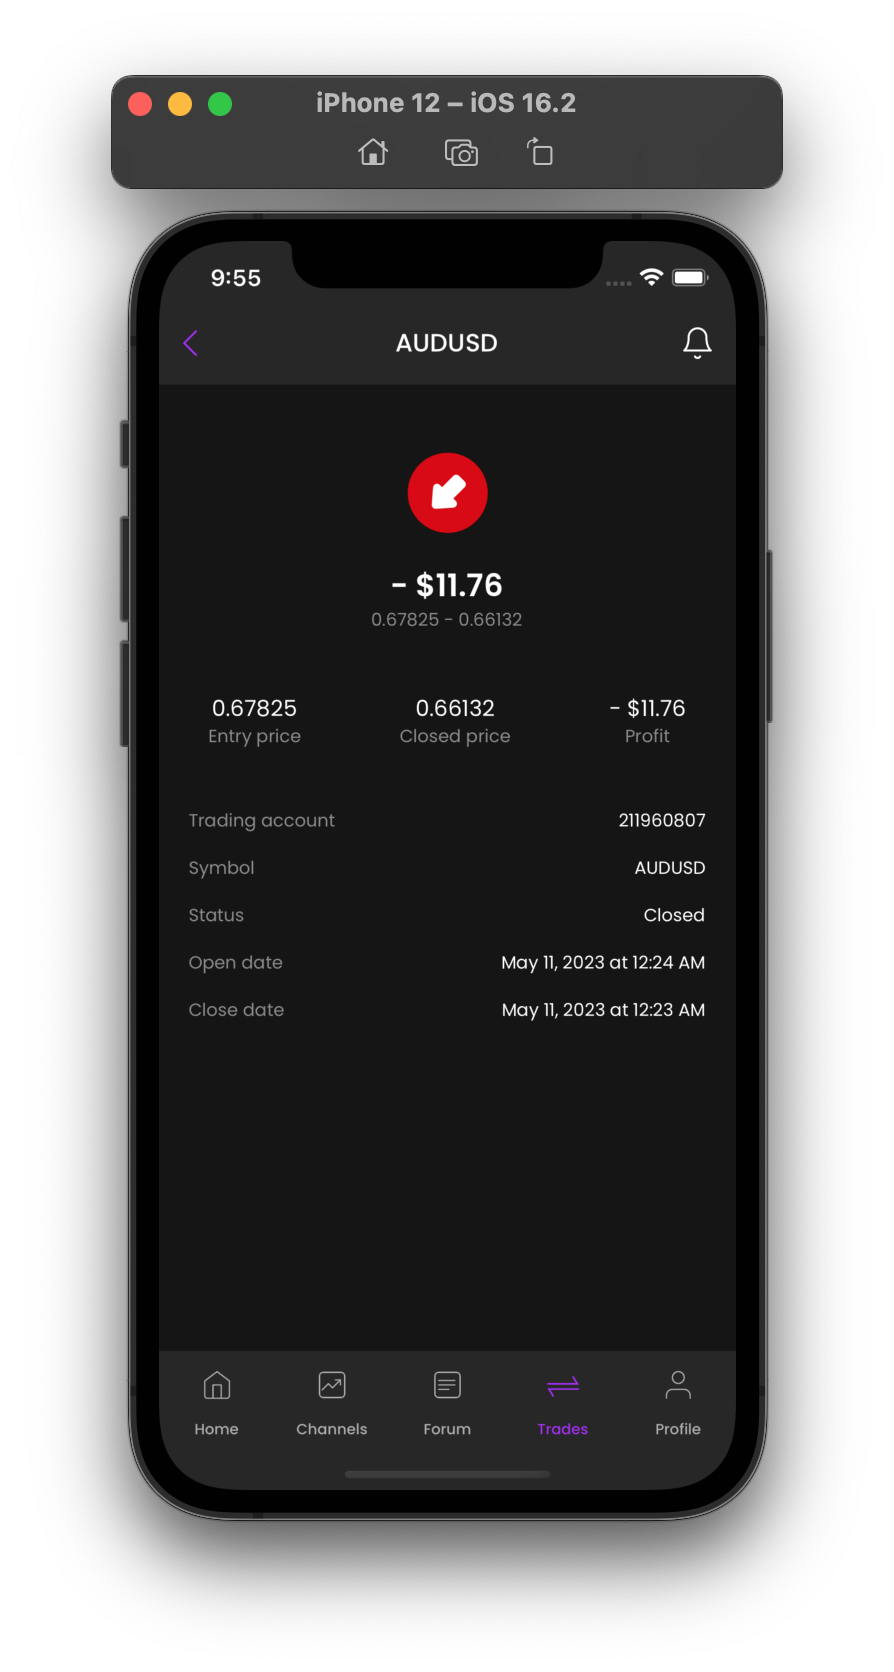 iPhone 12 – iOS 16.2
9:55
AUDUSD
- $11.76
0.67825 - 0.66132
0.67825 0.66132 - $11.76
Entry price Closed price Profit
Trading account 211960807
Symbol AUDUSD
Status Closed
Open date May 11, 2023 at 12:24 AM
Close date May 11, 2023 at 12:23 AM
Home Channels Forum Trades Profile